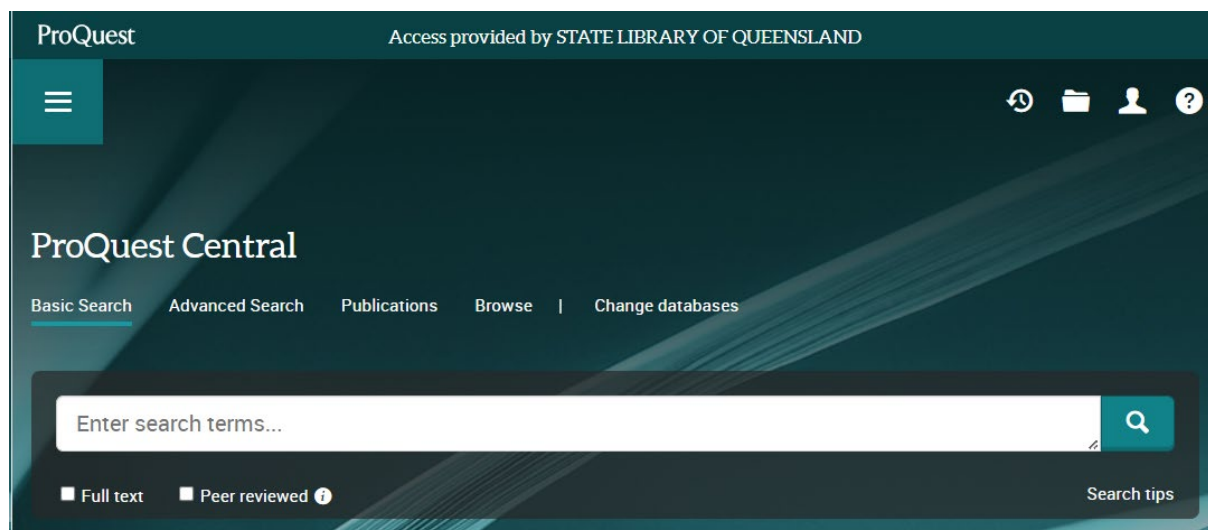 ProQuest Access provided by STATE LIBRARY OF QUEENSLAND
ProQuest Central
Basic Search Advanced Search Publications Browse | Change databases
Enter search terms...
Full text Peer reviewed Search tips